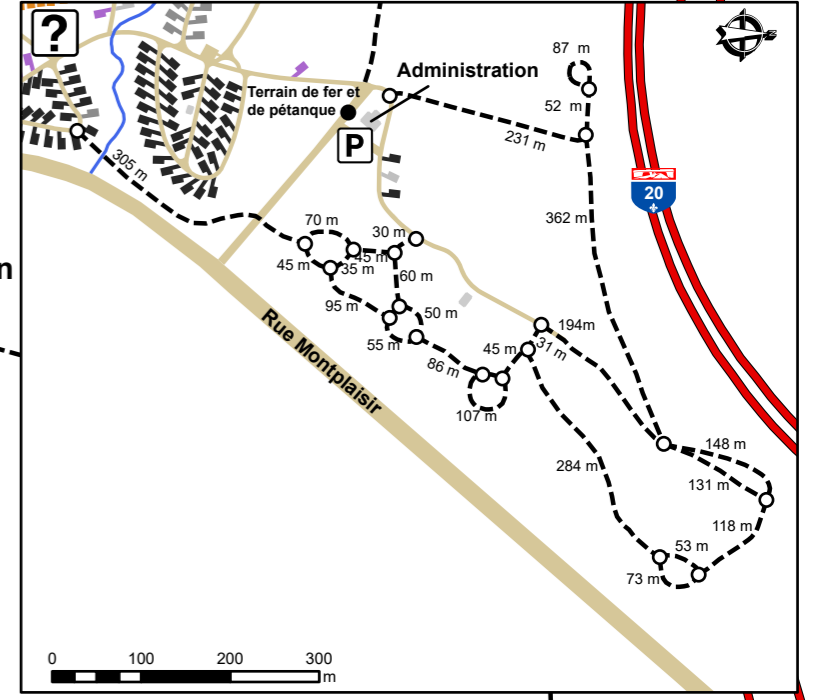 ?
87 m
Administration
Terrain de fer et
de pétanque
52 m
P
231 m
305 m
20
362 m
70 m
30 m
45 m
45 m
35 m
60 m
n
95 m
50 m
194m
Rue Montplaisir
55 m
45 m
31 m
86 m
107 m
148 m
284 m
131 m
118 m
53 m
73 m
0 100 200 300
m